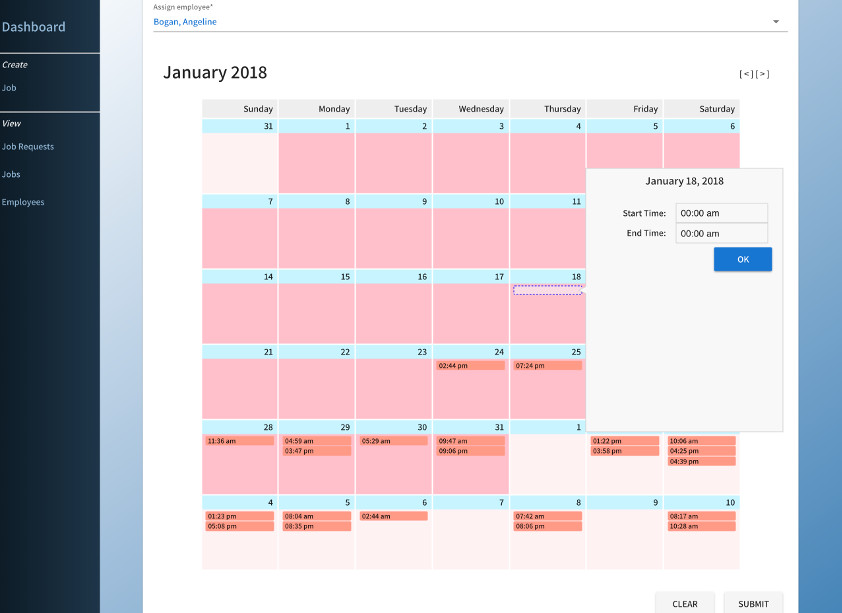 Dashboard
Create
Job
View
Job Requests
Jobs
Employees
Assign employee*
Bogan, Angeline
January 2018
[<] [>]
Sunday Monday Tuesday Wednesday Thursday Friday Saturday
31 1 2 3 4 5 6
7 8 9 10 11
14 15 16 17 18
21 22 23 24 25
02:44 pm 07:24 pm
28 29 30 31 1
11:36 am 04:59 am 05:29 am 09:47 am 01:22 pm 10:06 am
03:47 pm 09:06 pm 03:58 pm 04:25 pm
04:39 pm
4 5 6 7 8 9 10
01:23 pm 08:04 am 02:44 am 07:42 am 08:17 am
05:08 pm 08:35 pm 08:06 pm 10:28 am
January 18, 2018
Start Time: 00:00 am
End Time: 00:00 am
OK
CLEAR SUBMIT